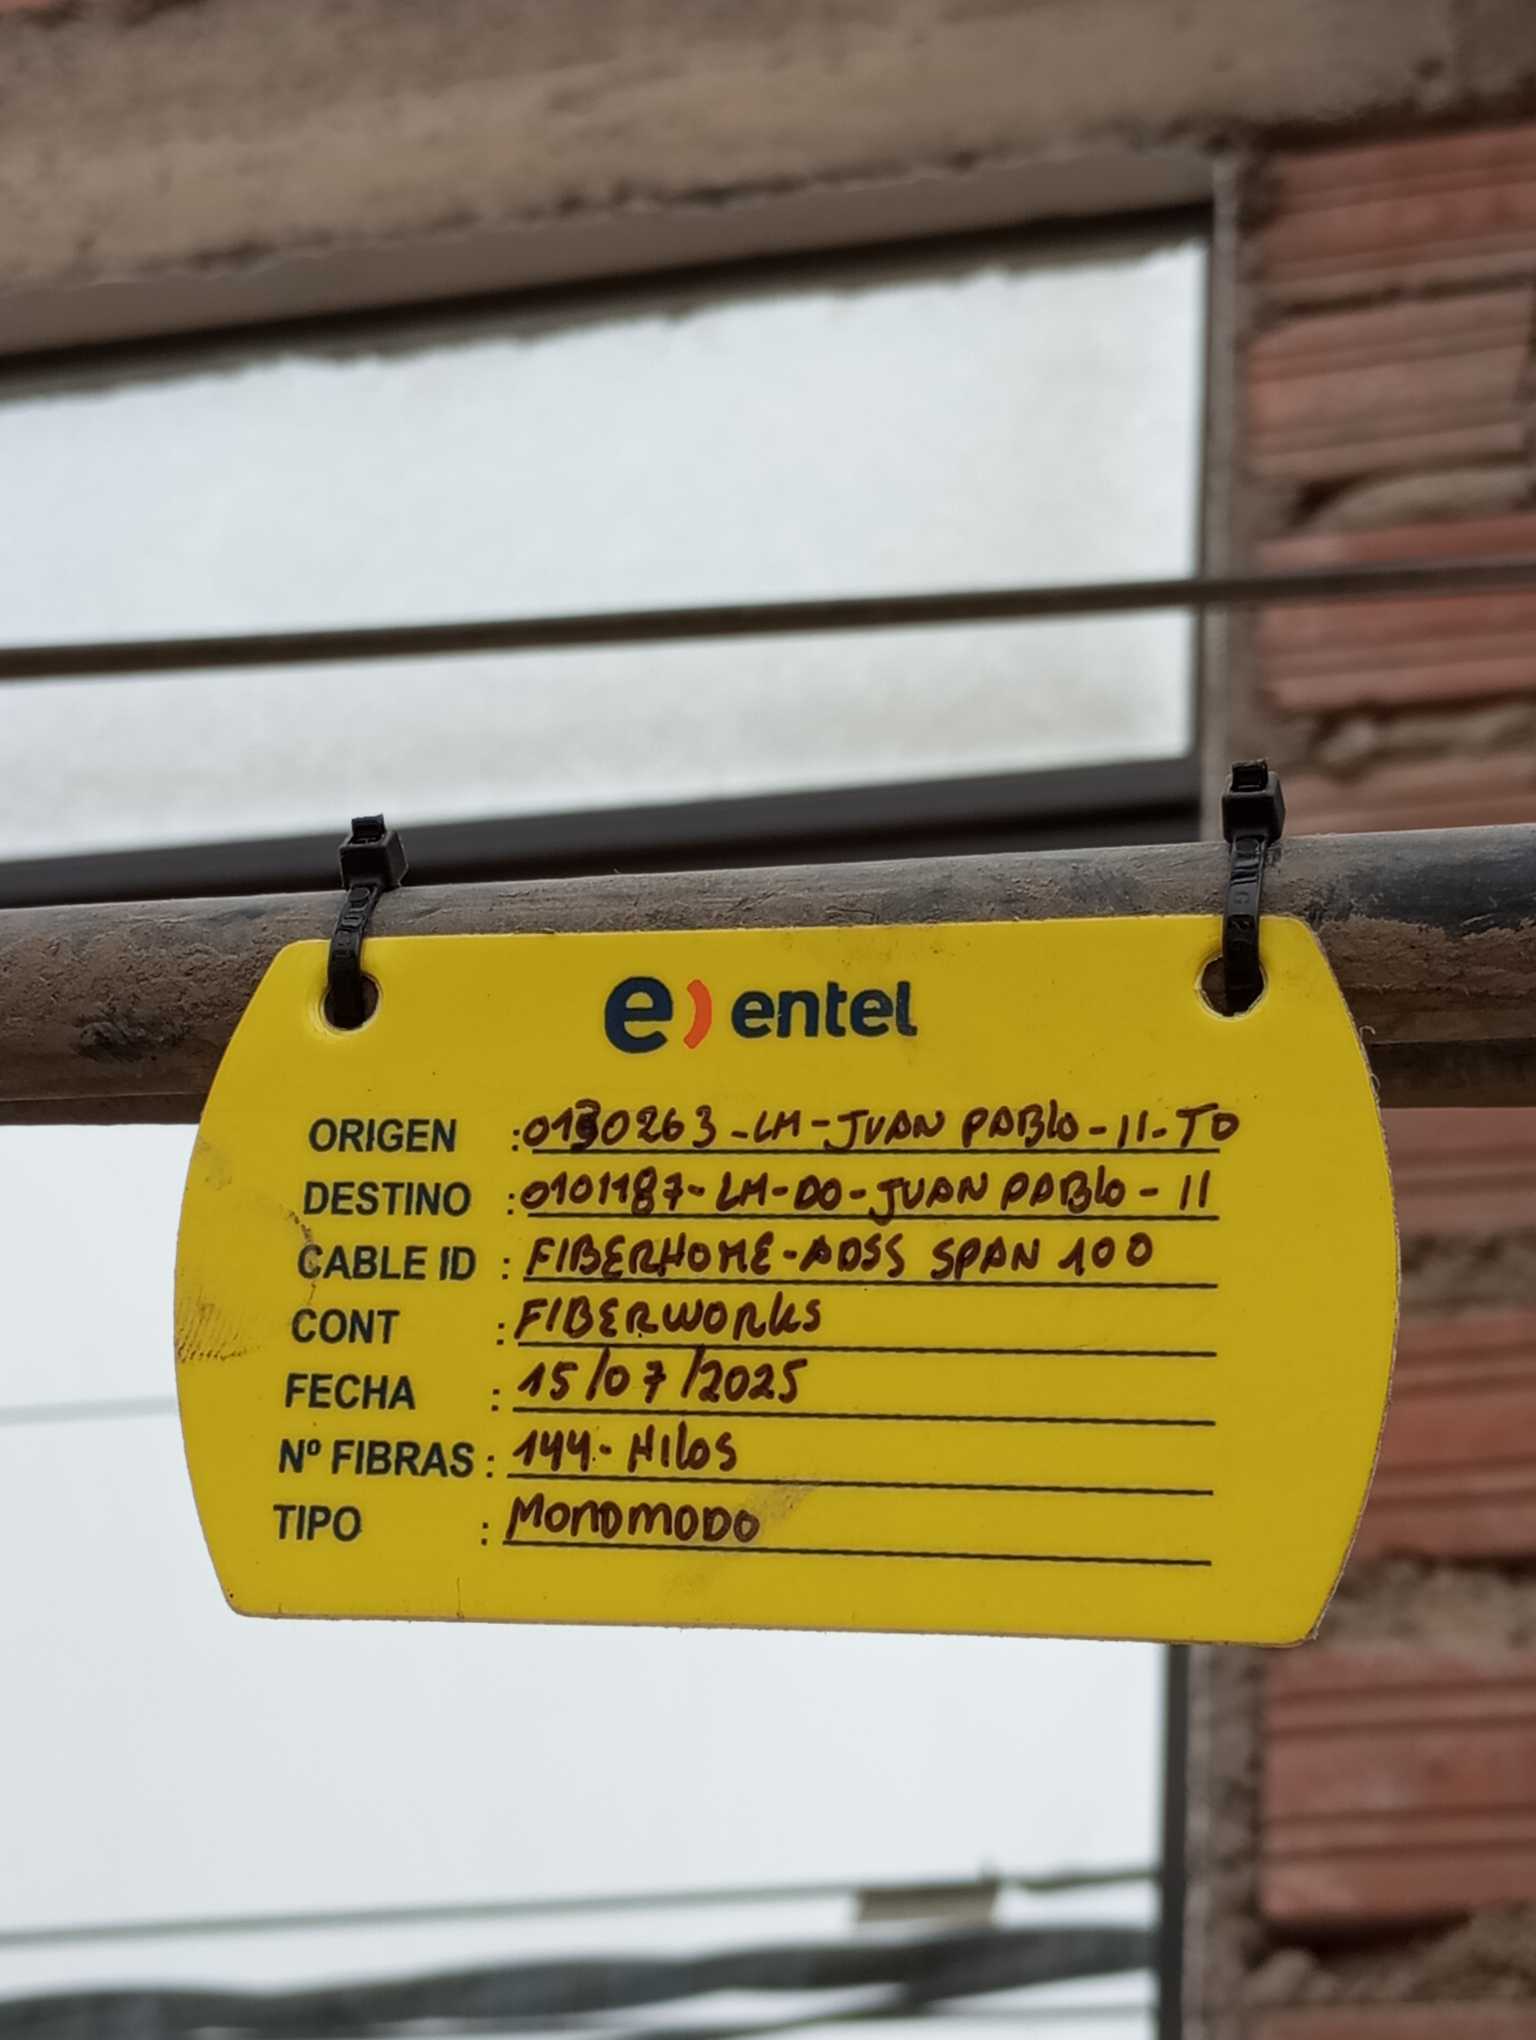 e) entel
ORIGEN : 0130263-LM-JUAN PABLO-II-TD
DESTINO : 0101187-LM-DO-JUAN PABLO-II
CABLE ID : FIBERHOME-ADSS SPAN 100
CONT : FIBERWORKS
FECHA : 15/07/2025
Nº FIBRAS : 144-HILOS
TIPO : MONOMODO